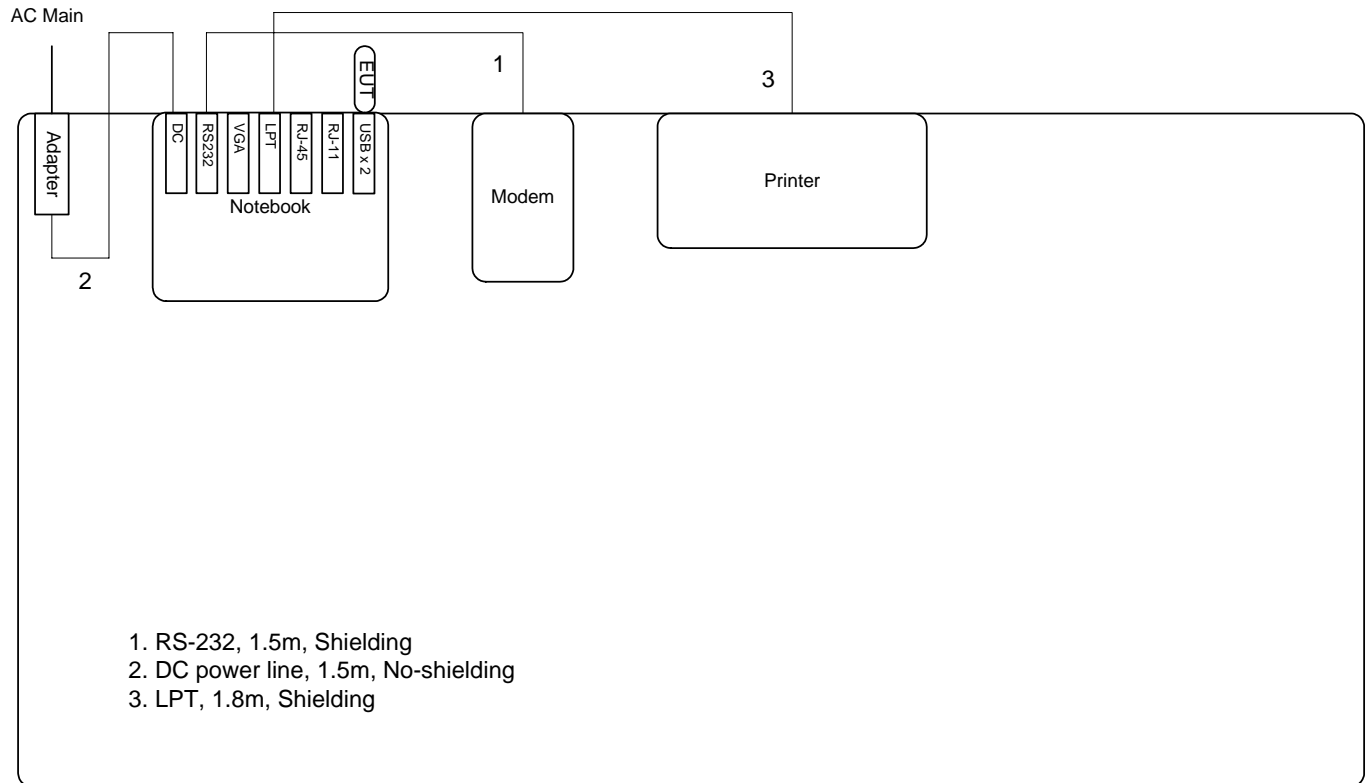 AC Main
1
3
EUT
Adapter
DC
RS232
VGA
LPT
RJ-45
RJ-11
USB x 2
Notebook
Modem
Printer
2
1. RS-232, 1.5m, Shielding
2. DC power line, 1.5m, No-shielding
3. LPT, 1.8m, Shielding